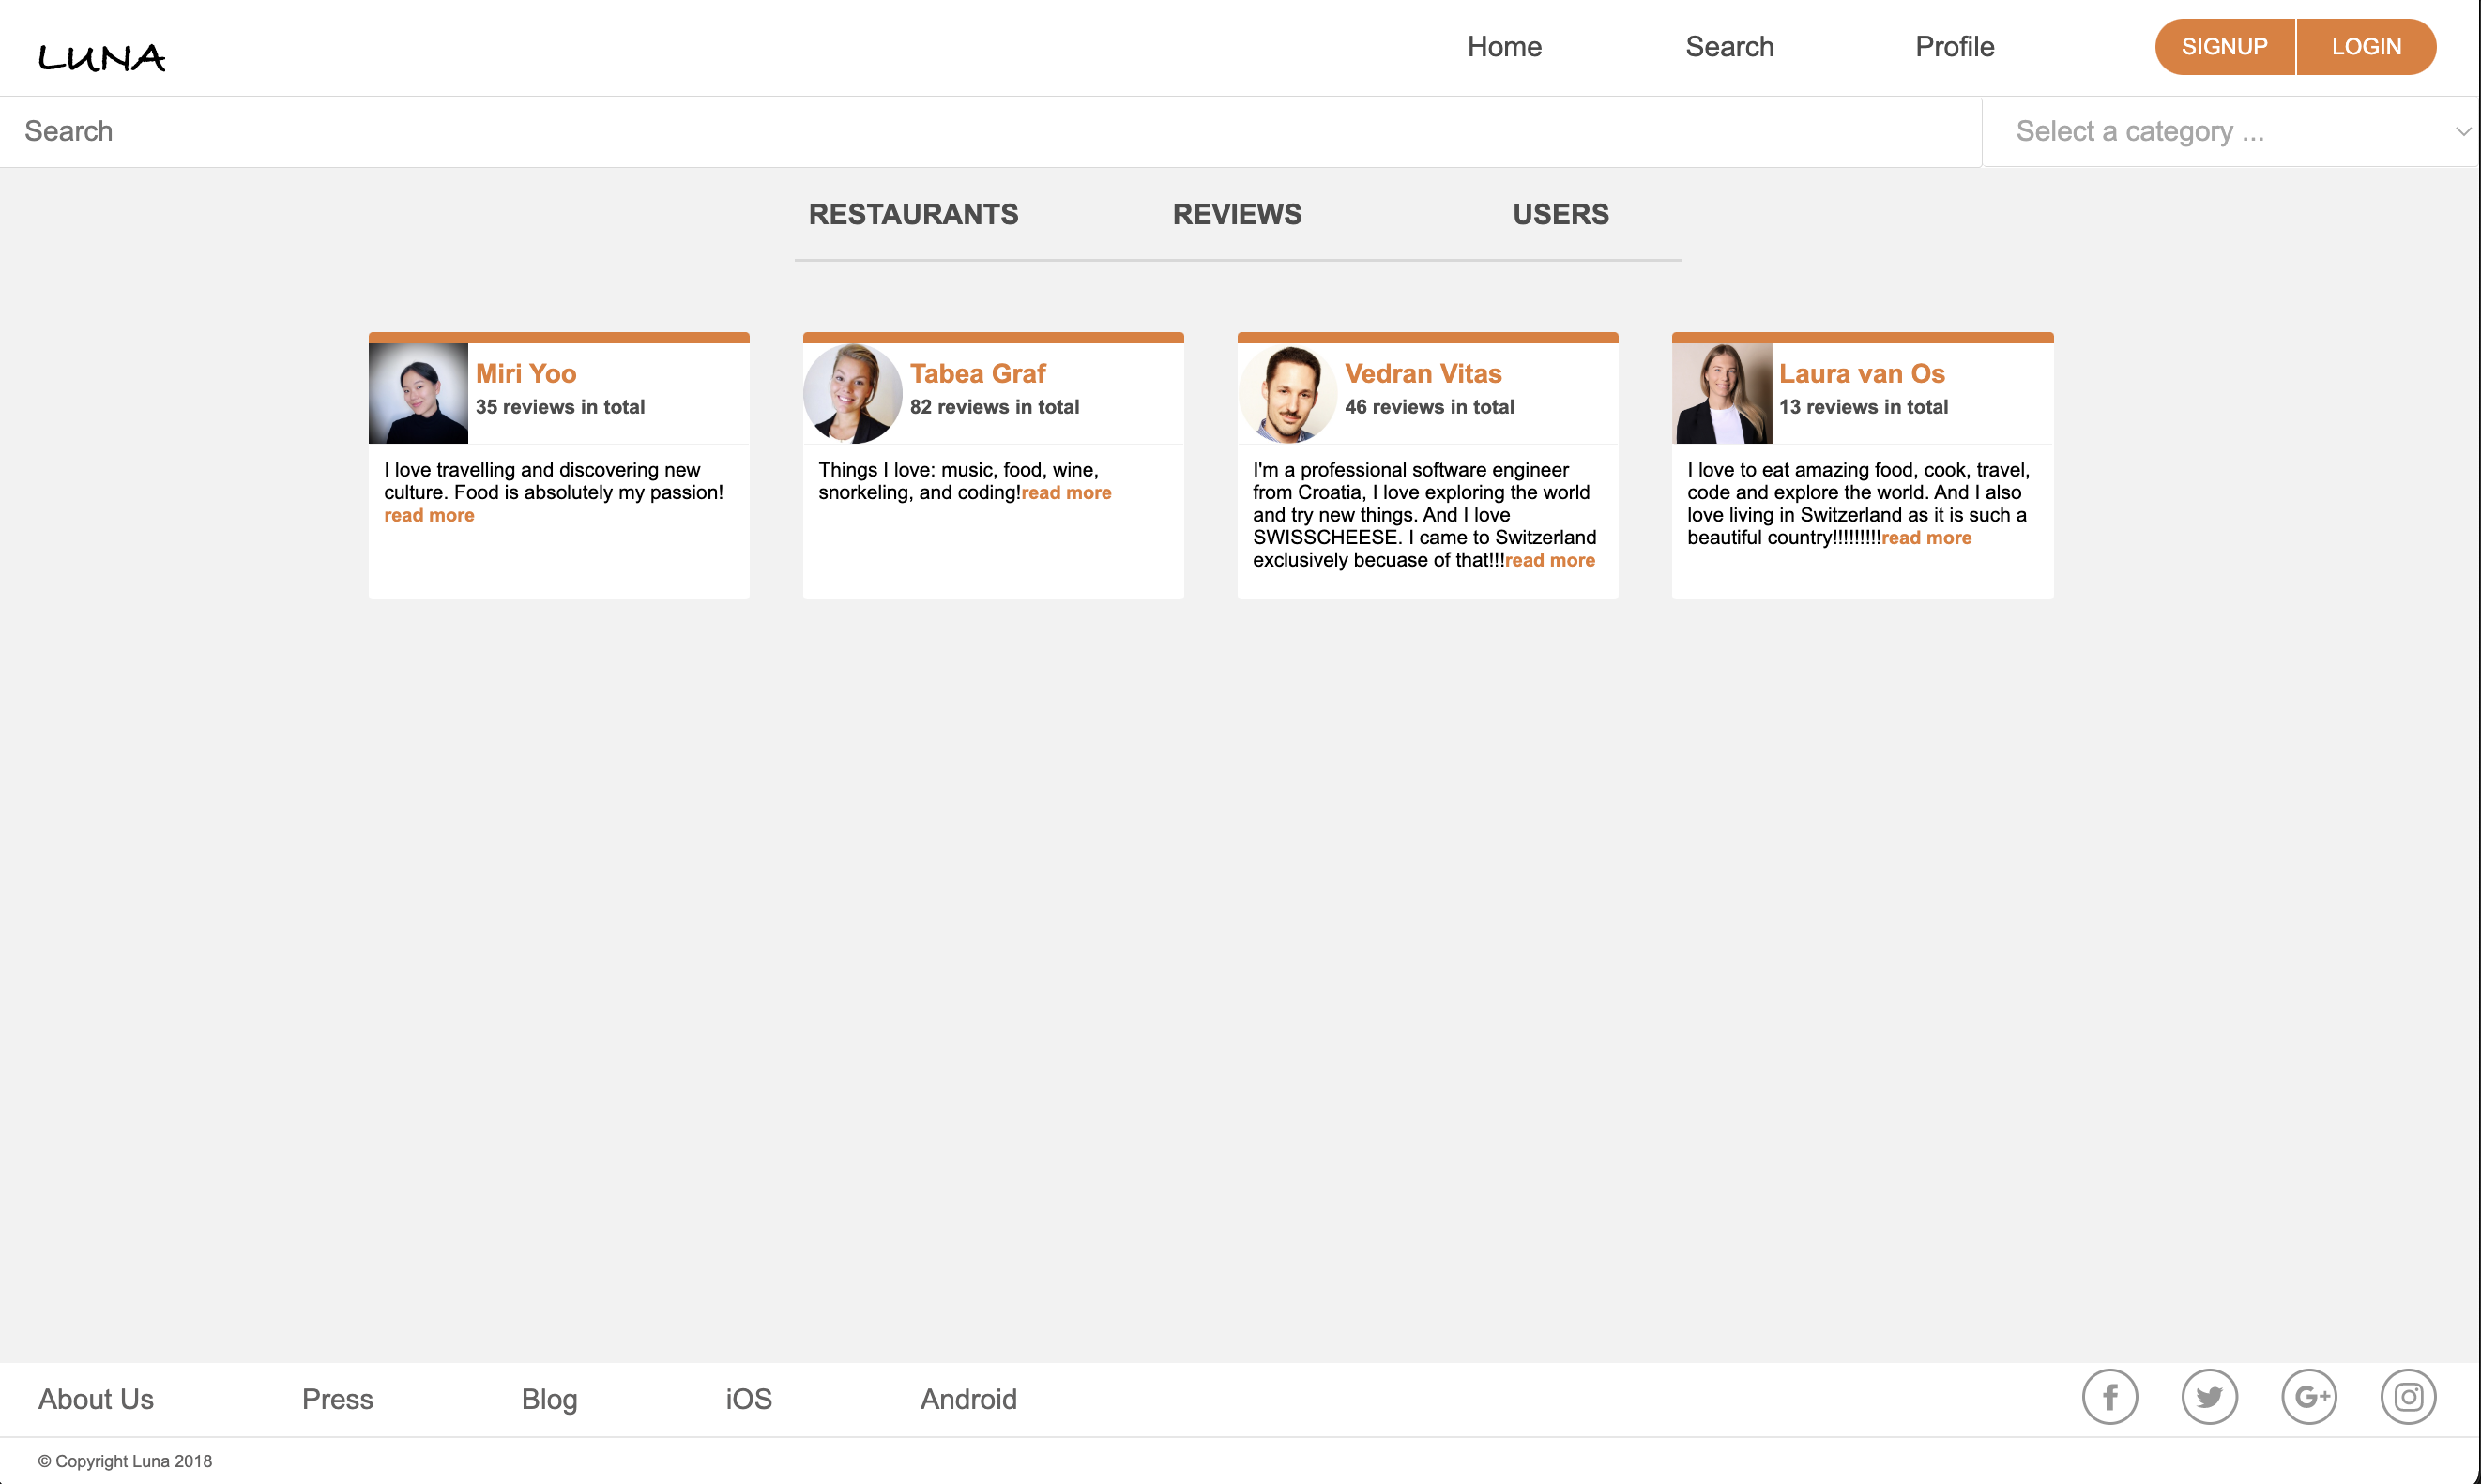 LUNA
Home Search Profile SIGNUP LOGIN
Search Select a category ...
RESTAURANTS REVIEWS USERS
Miri Yoo
35 reviews in total
I love travelling and discovering new
culture. Food is absolutely my passion!
read more
Tabea Graf
82 reviews in total
Things I love: music, food, wine,
snorkeling, and coding!read more
Vedran Vitas
46 reviews in total
I'm a professional software engineer
from Croatia, I love exploring the world
and try new things. And I love
SWISSCHEESE. I came to Switzerland
exclusively becuase of that!!!read more
Laura van Os
13 reviews in total
I love to eat amazing food, cook, travel,
code and explore the world. And I also
love living in Switzerland as it is such a
beautiful country!!!!!!!!!read more
About Us Press Blog iOS Android
f G+
© Copyright Luna 2018